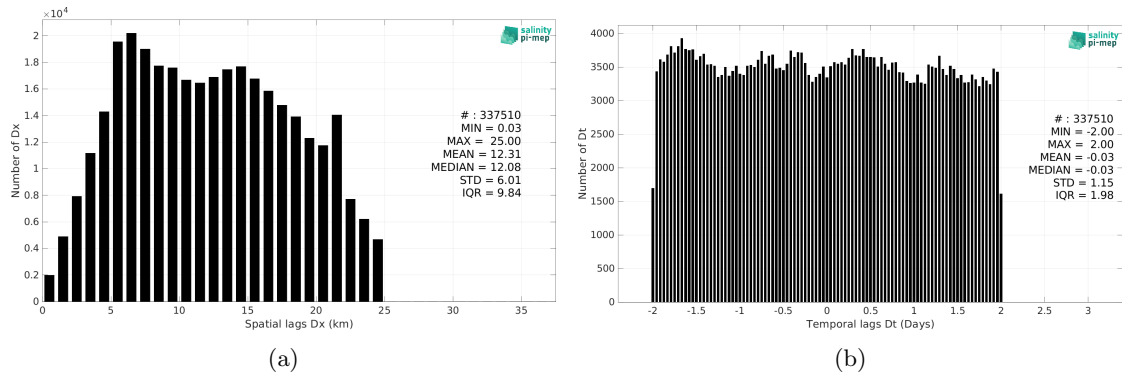 ×10⁴
2
1.8
1.6
1.4
1.2
1
0.8
0.6
0.4
0.2
0
Number of Dx
0 5 10 15 20 25 30 35
Spatial lags Dx (km)
salinity
pi-mep
# : 337510
MIN = 0.03
MAX = 25.00
MEAN = 12.31
MEDIAN = 12.08
STD = 6.01
IQR = 9.84
(a)
4000
3500
3000
2500
2000
1500
1000
500
0
Number of Dt
-2 -1.5 -1 -0.5 0 0.5 1 1.5 2 2.5 3
Temporal lags Dt (Days)
salinity
pi-mep
# : 337510
MIN = -2.00
MAX = 2.00
MEAN = -0.03
MEDIAN = -0.03
STD = 1.15
IQR = 1.98
(b)